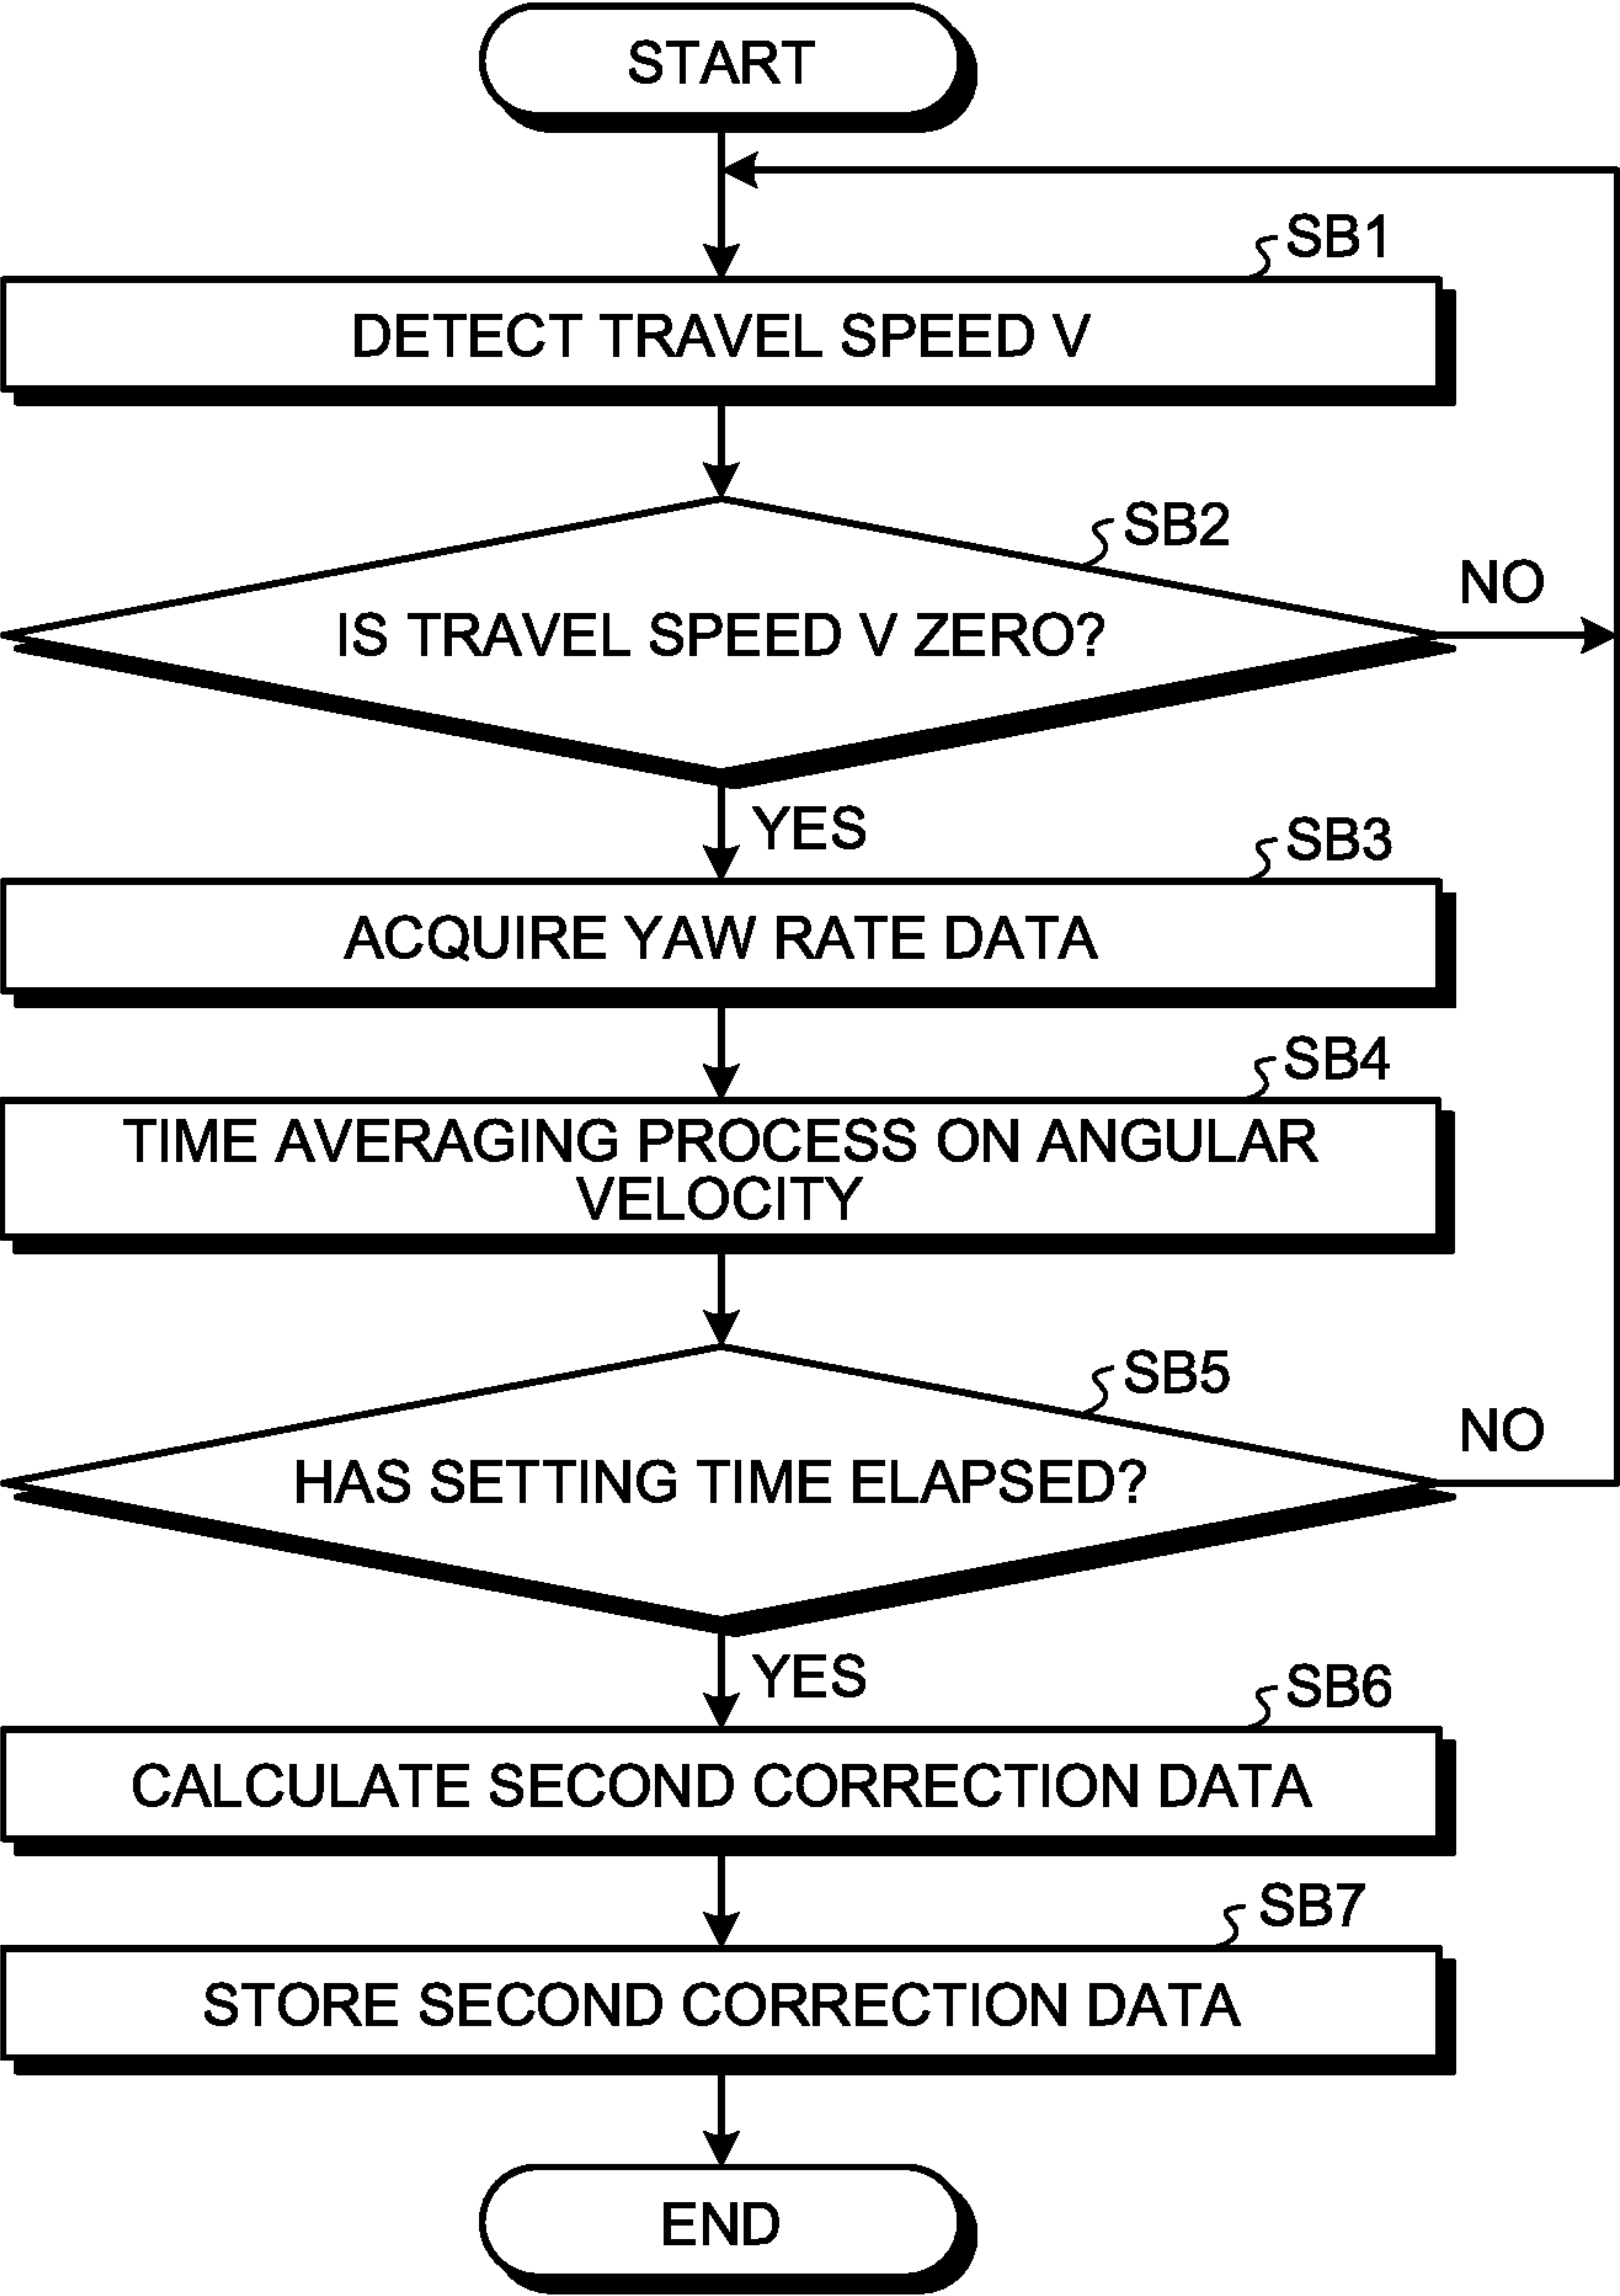 START
SB1
DETECT TRAVEL SPEED V
SB2
NO
IS TRAVEL SPEED V ZERO?
YES
SB3
ACQUIRE YAW RATE DATA
SB4
TIME AVERAGING PROCESS ON ANGULAR
VELOCITY
SB5
NO
HAS SETTING TIME ELAPSED?
YES
SB6
CALCULATE SECOND CORRECTION DATA
SB7
STORE SECOND CORRECTION DATA
END